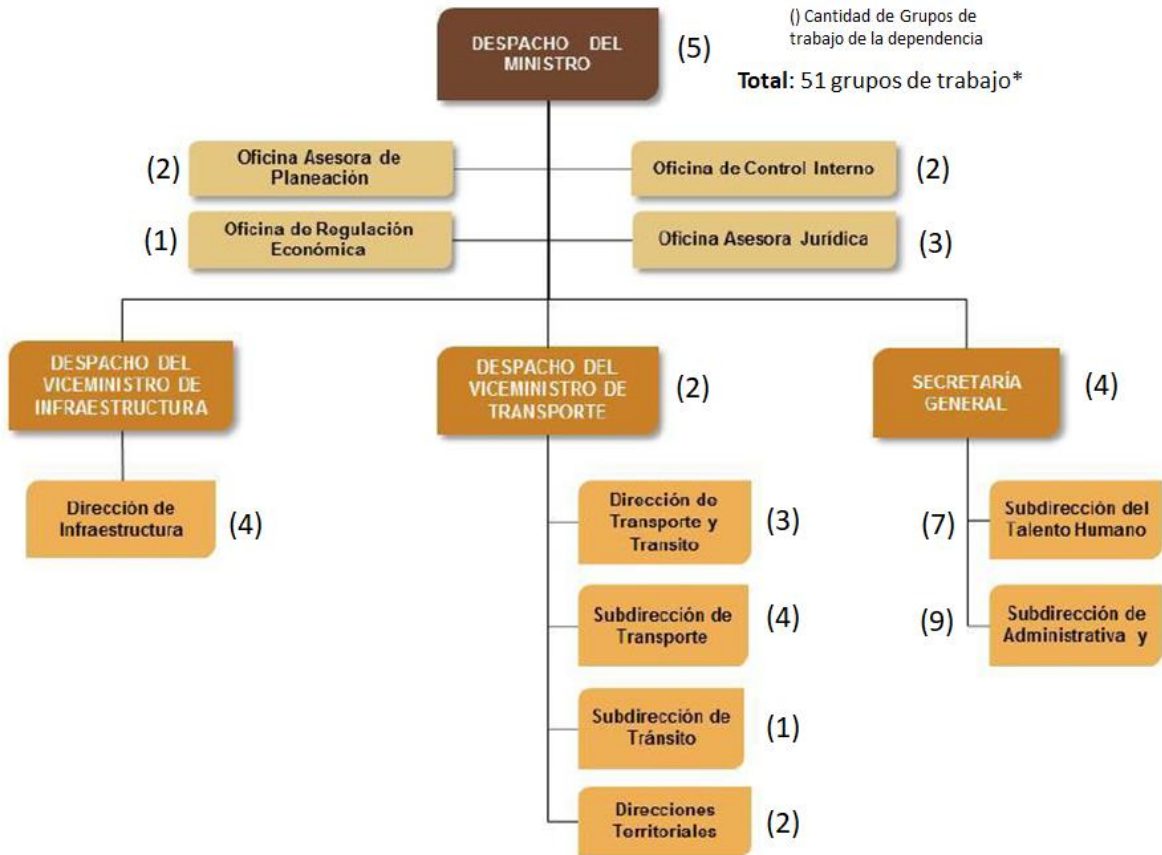 DESPACHO DEL
MINISTRO
(5)
() Cantidad de Grupos de
trabajo de la dependencia
Total: 51 grupos de trabajo*
(2)
Oficina Asesora de
Planeación
Oficina de Control Interno
(2)
(1)
Oficina de Regulación
Económica
Oficina Asesora Jurídica
(3)
DESPACHO DEL
VICEMINISTRO DE
INFRAESTRUCTURA
DESPACHO DEL
VICEMINISTRO DE
TRANSPORTE
(2)
SECRETARÍA
GENERAL
(4)
Dirección de
Infraestructura
(4)
Dirección de
Transporte y
Transito
(3)
Subdirección de
Transporte
(4)
Subdirección de
Tránsito
(1)
Direcciones
Territoriales
(2)
(7)
Subdirección del
Talento Humano
(9)
Subdirección de
Administrativa y